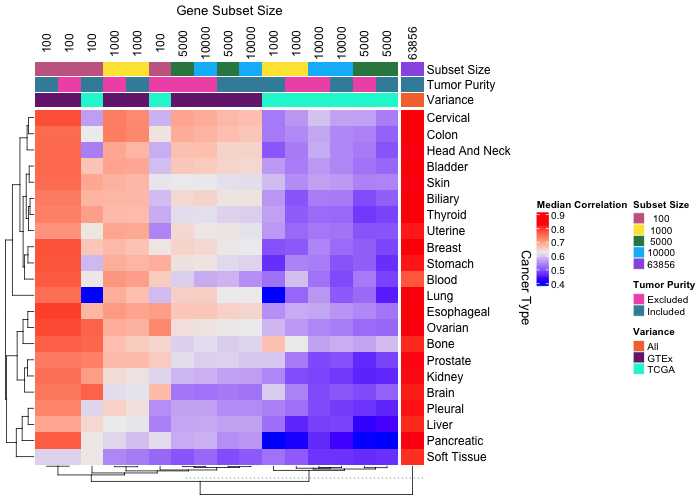 Gene Subset Size
100 100 100 1000 1000 100 5000 10000 5000 10000 1000 1000 10000 10000 5000 5000 63856
Subset Size
Tumor Purity
Variance
Cervical
Colon
Head And Neck
Bladder
Skin
Biliary
Thyroid
Uterine
Breast
Stomach
Blood
Lung
Esophageal
Ovarian
Bone
Prostate
Kidney
Brain
Pleural
Liver
Pancreatic
Soft Tissue
Cancer Type
Median Correlation
0.9
0.8
0.7
0.6
0.5
0.4
Subset Size
100
1000
5000
10000
63856
Tumor Purity
Excluded
Included
Variance
All
GTEx
TCGA